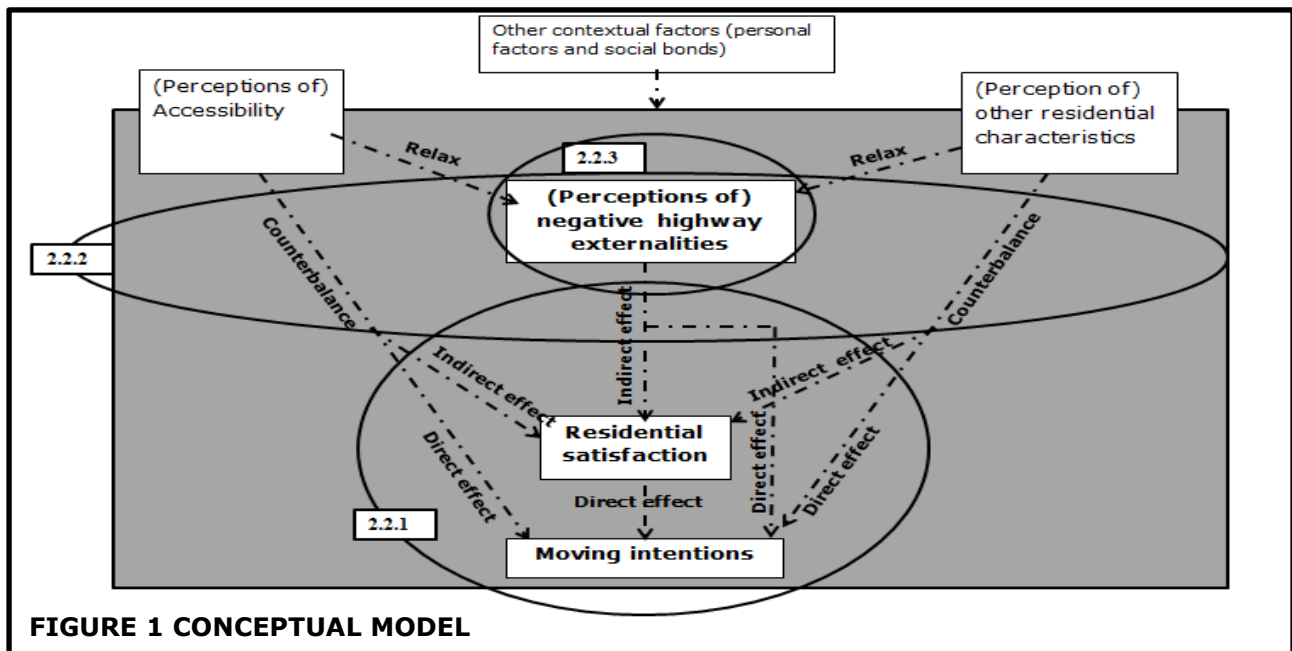 Other contextual factors (personal
factors and social bonds)
(Perceptions of)
Accessibility
(Perception of)
other residential
characteristics
Relax
2.2.3
Relax
(Perceptions of)
negative highway
externalities
2.2.2
Counterbalance
Counterbalance
Indirect effect
Indirect effect
Indirect effect
Residential
satisfaction
Direct effect
Direct effect
Direct effect
Direct effect
2.2.1
Moving intentions
FIGURE 1 CONCEPTUAL MODEL